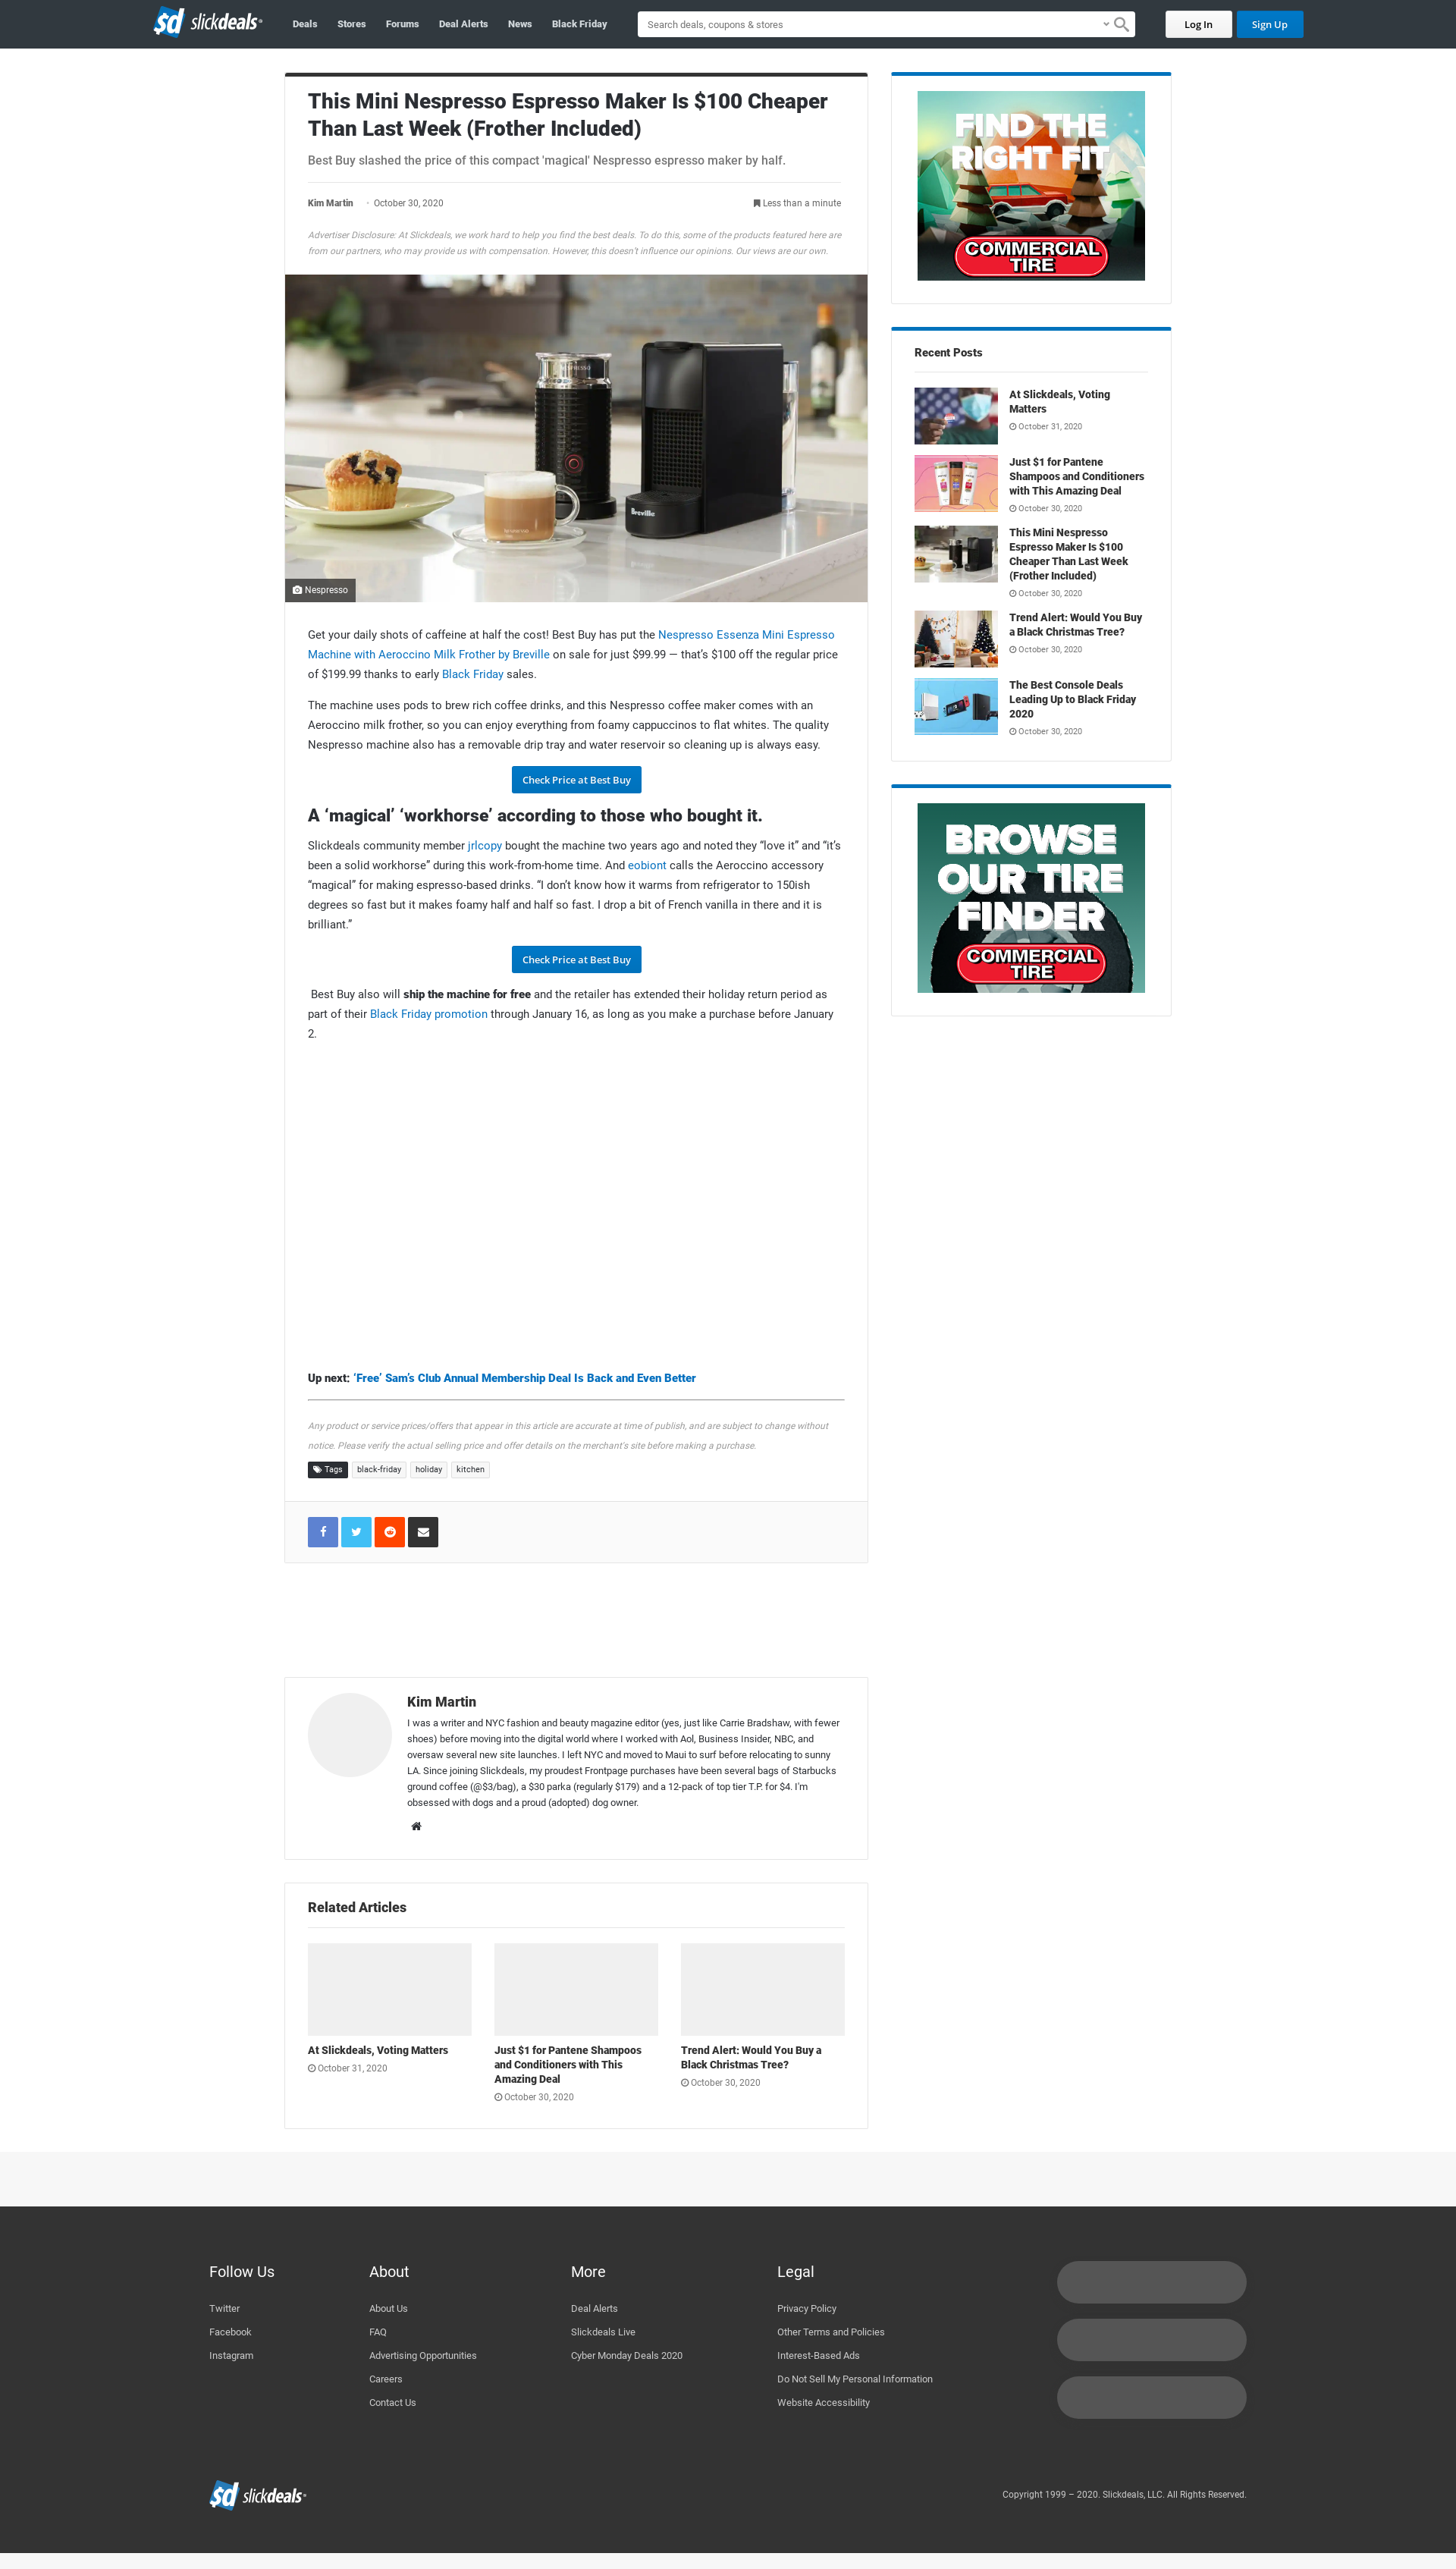 sd slickdeals
Deals
Stores
Forums
Deal Alerts
News
Black Friday
Search deals, coupons & stores
Log In
Sign Up
This Mini Nespresso Espresso Maker Is $100 Cheaper
Than Last Week (Frother Included)
Best Buy slashed the price of this compact 'magical' Nespresso espresso maker by half.
Kim Martin
· October 30, 2020
Less than a minute
Advertiser Disclosure: At Slickdeals, we work hard to help you find the best deals. To do this, some of the products featured here are
from our partners, who may provide us with compensation. However, this doesn’t influence our opinions. Our views are our own.
NESPRESSO
Breville
Nespresso
Get your daily shots of caffeine at half the cost! Best Buy has put the Nespresso Essenza Mini Espresso
Machine with Aeroccino Milk Frother by Breville on sale for just $99.99 — that’s $100 off the regular price
of $199.99 thanks to early Black Friday sales.
The machine uses pods to brew rich coffee drinks, and this Nespresso coffee maker comes with an
Aeroccino milk frother, so you can enjoy everything from foamy cappuccinos to flat whites. The quality
Nespresso machine also has a removable drip tray and water reservoir so cleaning up is always easy.
Check Price at Best Buy
A ‘magical’ ‘workhorse’ according to those who bought it.
Slickdeals community member jrlcopy bought the machine two years ago and noted they “love it” and “it’s
been a solid workhorse” during this work-from-home time. And eobiont calls the Aeroccino accessory
“magical” for making espresso-based drinks. “I don’t know how it warms from refrigerator to 150ish
degrees so fast but it makes foamy half and half so fast. I drop a bit of French vanilla in there and it is
brilliant.”
Check Price at Best Buy
Best Buy also will ship the machine for free and the retailer has extended their holiday return period as
part of their Black Friday promotion through January 16, as long as you make a purchase before January
2.
Up next: ‘Free’ Sam’s Club Annual Membership Deal Is Back and Even Better
Any product or service prices/offers that appear in this article are accurate at time of publish, and are subject to change without
notice. Please verify the actual selling price and offer details on the merchant's site before making a purchase.
Tags
black-friday
holiday
kitchen
Kim Martin
I was a writer and NYC fashion and beauty magazine editor (yes, just like Carrie Bradshaw, with fewer
shoes) before moving into the digital world where I worked with Aol, Business Insider, NBC, and
oversaw several new site launches. I left NYC and moved to Maui to surf before relocating to sunny
LA. Since joining Slickdeals, my proudest Frontpage purchases have been several bags of Starbucks
ground coffee (@$3/bag), a $30 parka (regularly $179) and a 12-pack of top tier T.P. for $4. I'm
obsessed with dogs and a proud (adopted) dog owner.
Related Articles
At Slickdeals, Voting Matters
October 31, 2020
Just $1 for Pantene Shampoos
and Conditioners with This
Amazing Deal
October 30, 2020
Trend Alert: Would You Buy a
Black Christmas Tree?
October 30, 2020
FIND THE
RIGHT FIT
COMMERCIAL
TIRE
Recent Posts
At Slickdeals, Voting
Matters
October 31, 2020
Just $1 for Pantene
Shampoos and Conditioners
with This Amazing Deal
October 30, 2020
This Mini Nespresso
Espresso Maker Is $100
Cheaper Than Last Week
(Frother Included)
October 30, 2020
Trend Alert: Would You Buy
a Black Christmas Tree?
October 30, 2020
The Best Console Deals
Leading Up to Black Friday
2020
October 30, 2020
BROWSE
OUR TIRE
FINDER
COMMERCIAL
TIRE
Follow Us
Twitter
Facebook
Instagram
About
About Us
FAQ
Advertising Opportunities
Careers
Contact Us
More
Deal Alerts
Slickdeals Live
Cyber Monday Deals 2020
Legal
Privacy Policy
Other Terms and Policies
Interest-Based Ads
Do Not Sell My Personal Information
Website Accessibility
sd slickdeals
Copyright 1999 – 2020. Slickdeals, LLC. All Rights Reserved.